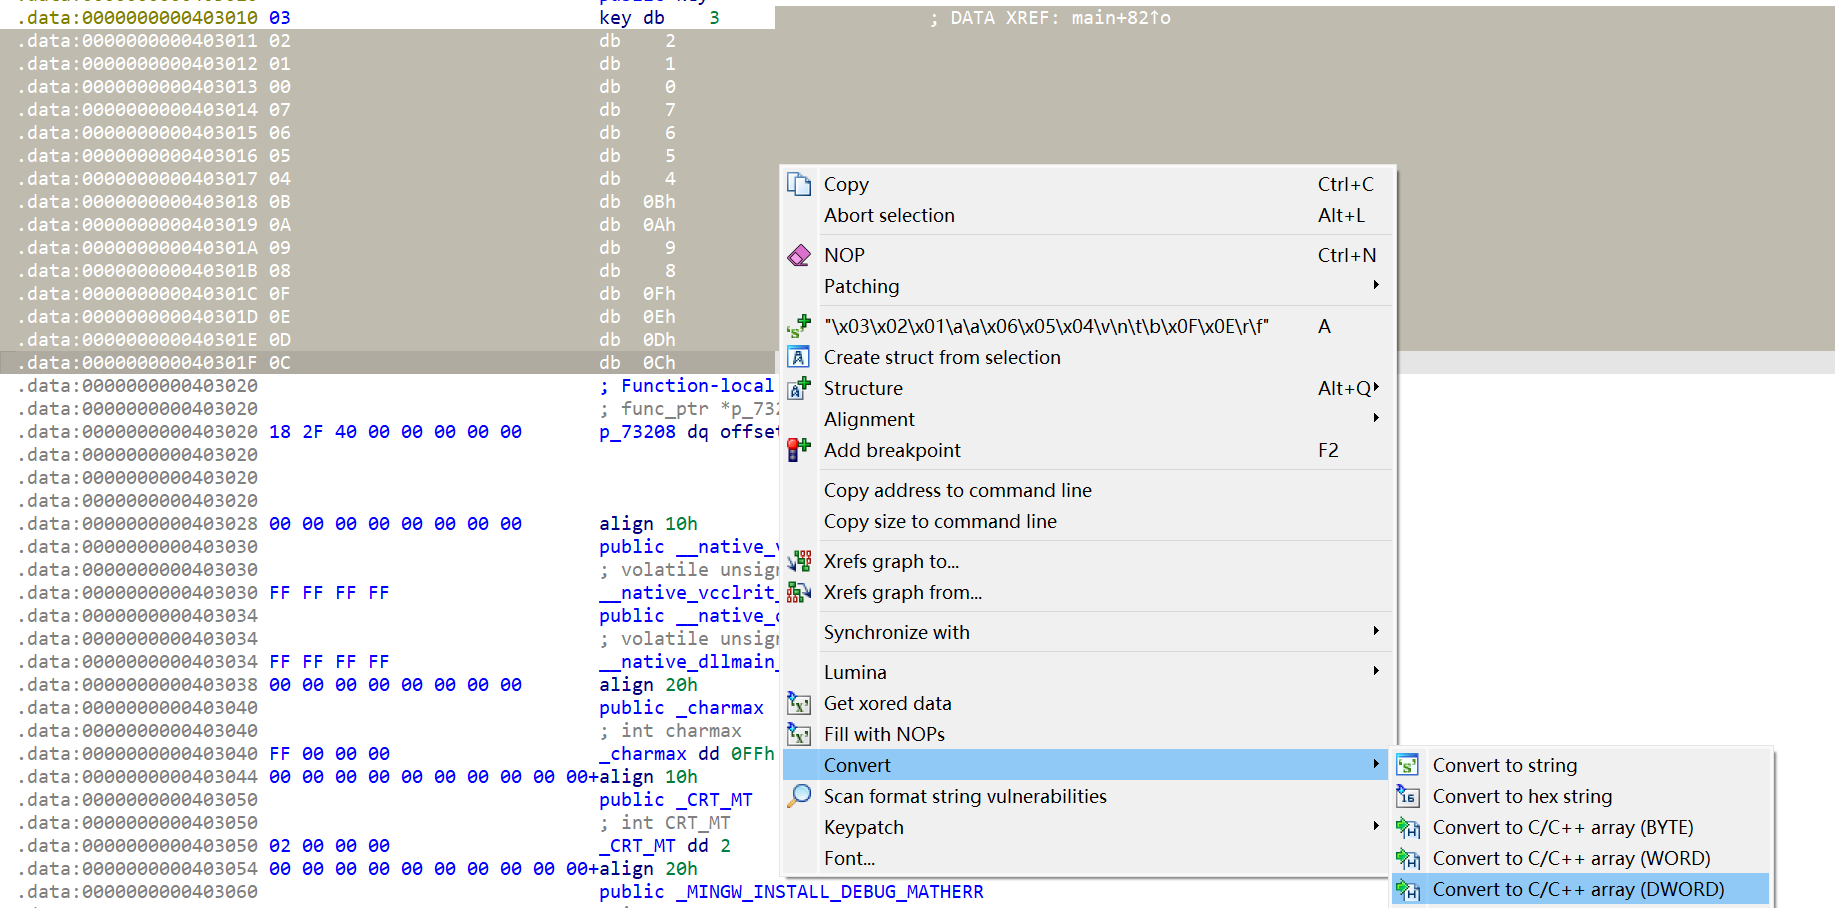 .data:0000000000403010 03 key db 3 ; DATA XREF: main+82↑o
.data:0000000000403011 02 db 2
.data:0000000000403012 01 db 1
.data:0000000000403013 00 db 0
.data:0000000000403014 07 db 7
.data:0000000000403015 06 db 6
.data:0000000000403016 05 db 5
.data:0000000000403017 04 db 4
.data:0000000000403018 0B db 0Bh
.data:0000000000403019 0A db 0Ah
.data:000000000040301A 09 db 9
.data:000000000040301B 08 db 8
.data:000000000040301C 0F db 0Fh
.data:000000000040301D 0E db 0Eh
.data:000000000040301E 0D db 0Dh
.data:000000000040301F 0C db 0Ch
.data:0000000000403020 ; Function-local
.data:0000000000403020 ; func_ptr *p_732
.data:0000000000403020 18 2F 40 00 00 00 00 00 p_73208 dq offset
.data:0000000000403020
.data:0000000000403020
.data:0000000000403020
.data:0000000000403028 00 00 00 00 00 00 00 00 align 10h
.data:0000000000403030 public __native_v
.data:0000000000403030 ; volatile unsign
.data:0000000000403030 FF FF FF FF __native_vcclrit_
.data:0000000000403034 public __native_d
.data:0000000000403034 ; volatile unsign
.data:0000000000403034 FF FF FF FF __native_dllmain_
.data:0000000000403038 00 00 00 00 00 00 00 00 align 20h
.data:0000000000403040 public _charmax
.data:0000000000403040 ; int charmax
.data:0000000000403040 FF 00 00 00 _charmax dd 0FFh
.data:0000000000403044 00 00 00 00 00 00 00 00 00 00+align 10h
.data:0000000000403050 public _CRT_MT
.data:0000000000403050 ; int CRT_MT
.data:0000000000403050 02 00 00 00 _CRT_MT dd 2
.data:0000000000403054 00 00 00 00 00 00 00 00 00 00+align 20h
.data:0000000000403060 public _MINGW_INSTALL_DEBUG_MATHERR
Copy Ctrl+C
Abort selection Alt+L
NOP Ctrl+N
Patching
"\x03\x02\x01\a\a\x06\x05\x04\v\n\t\b\x0F\x0E\r\f" A
Create struct from selection
Structure Alt+Q
Alignment
Add breakpoint F2
Copy address to command line
Copy size to command line
Xrefs graph to...
Xrefs graph from...
Synchronize with
Lumina
Get xored data
Fill with NOPs
Convert
Scan format string vulnerabilities
Keypatch
Font...
Convert to string
Convert to hex string
Convert to C/C++ array (BYTE)
Convert to C/C++ array (WORD)
Convert to C/C++ array (DWORD)